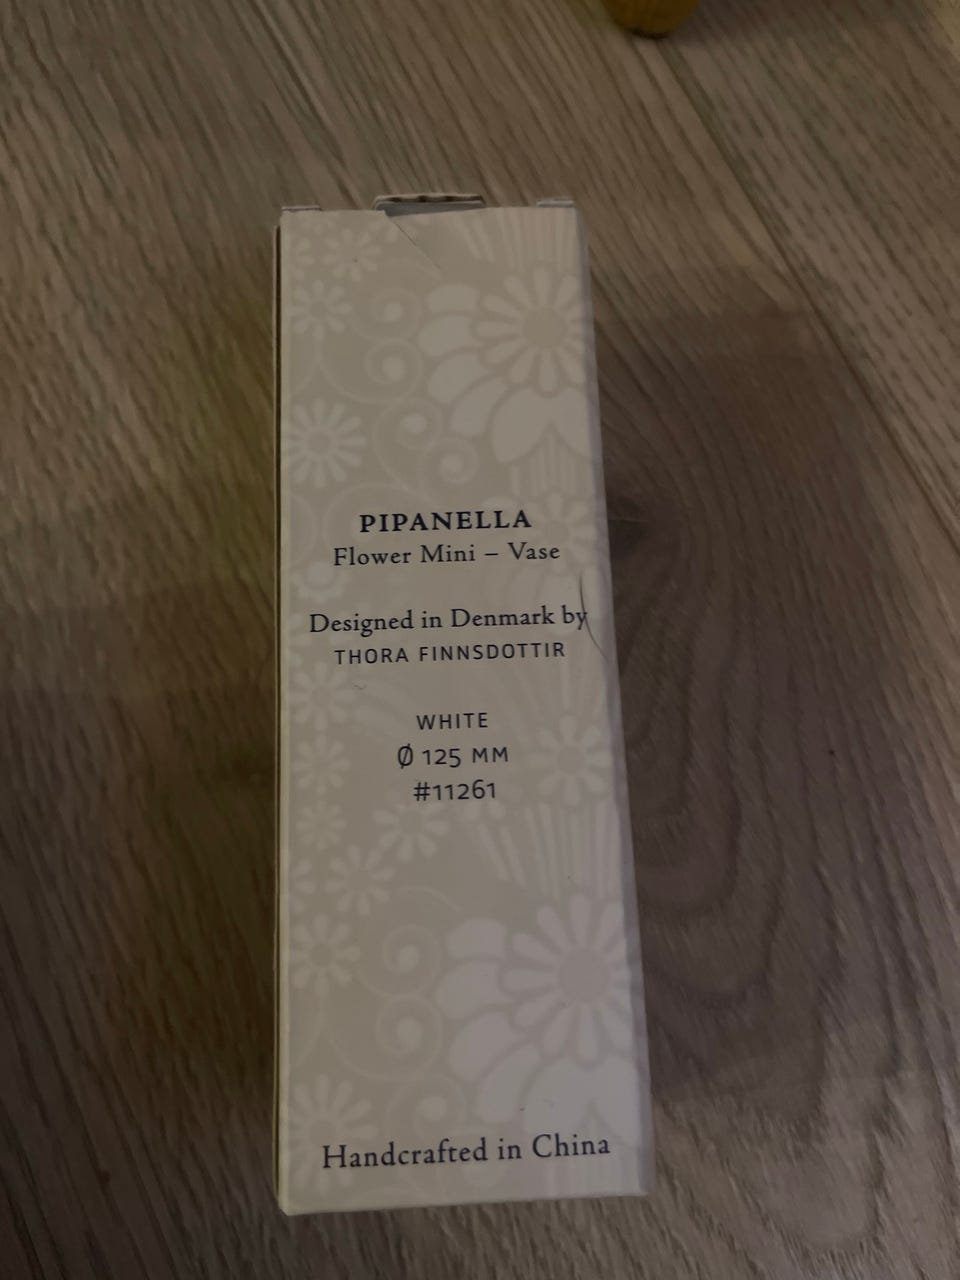 PIPANELLA
Flower Mini – Vase
Designed in Denmark by
THORA FINNSDOTTIR
WHITE
Ø 125 MM
#11261
Handcrafted in China